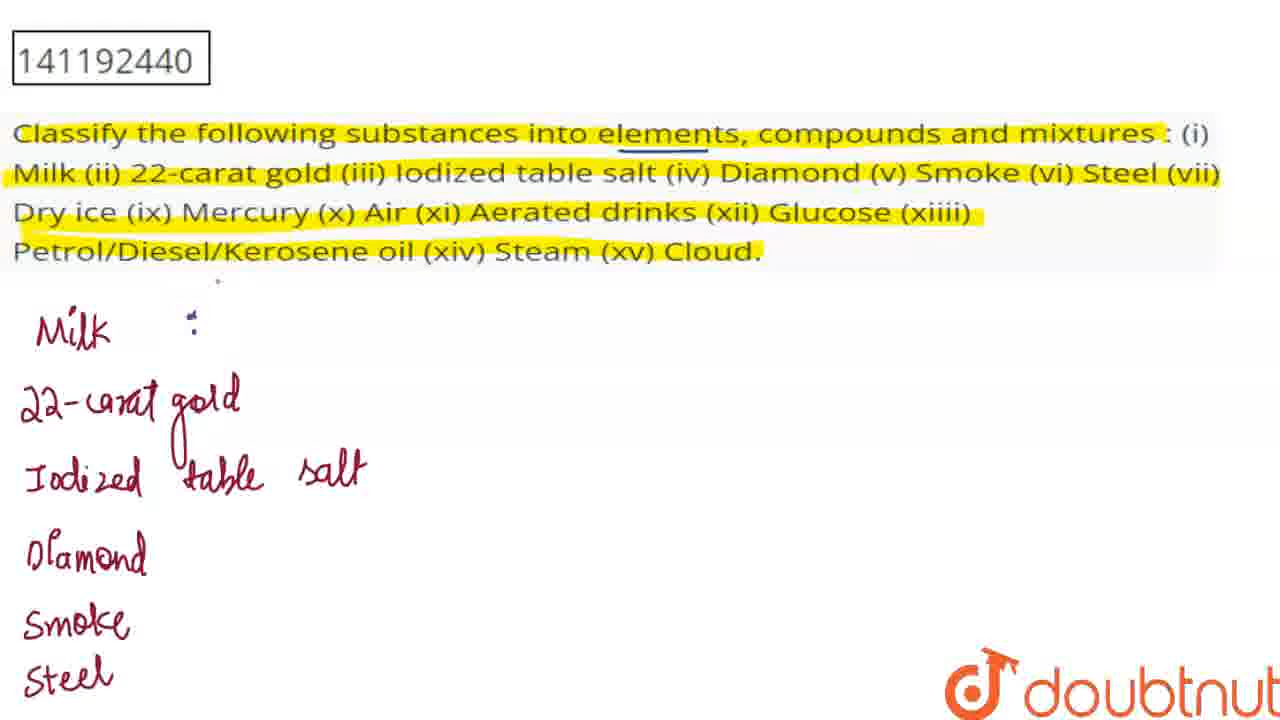 141192440
Classify the following substances into elements, compounds and mixtures : (i)
Milk (ii) 22-carat gold (iii) Iodized table salt (iv) Diamond (v) Smoke (vi) Steel (vii)
Dry ice (ix) Mercury (x) Air (xi) Aerated drinks (xii) Glucose (xiiii)
Petrol/Diesel/Kerosene oil (xiv) Steam (xv) Cloud.
Milk :
22-carat gold
Iodized table salt
Diamond
Smoke
Steel
doubtnut